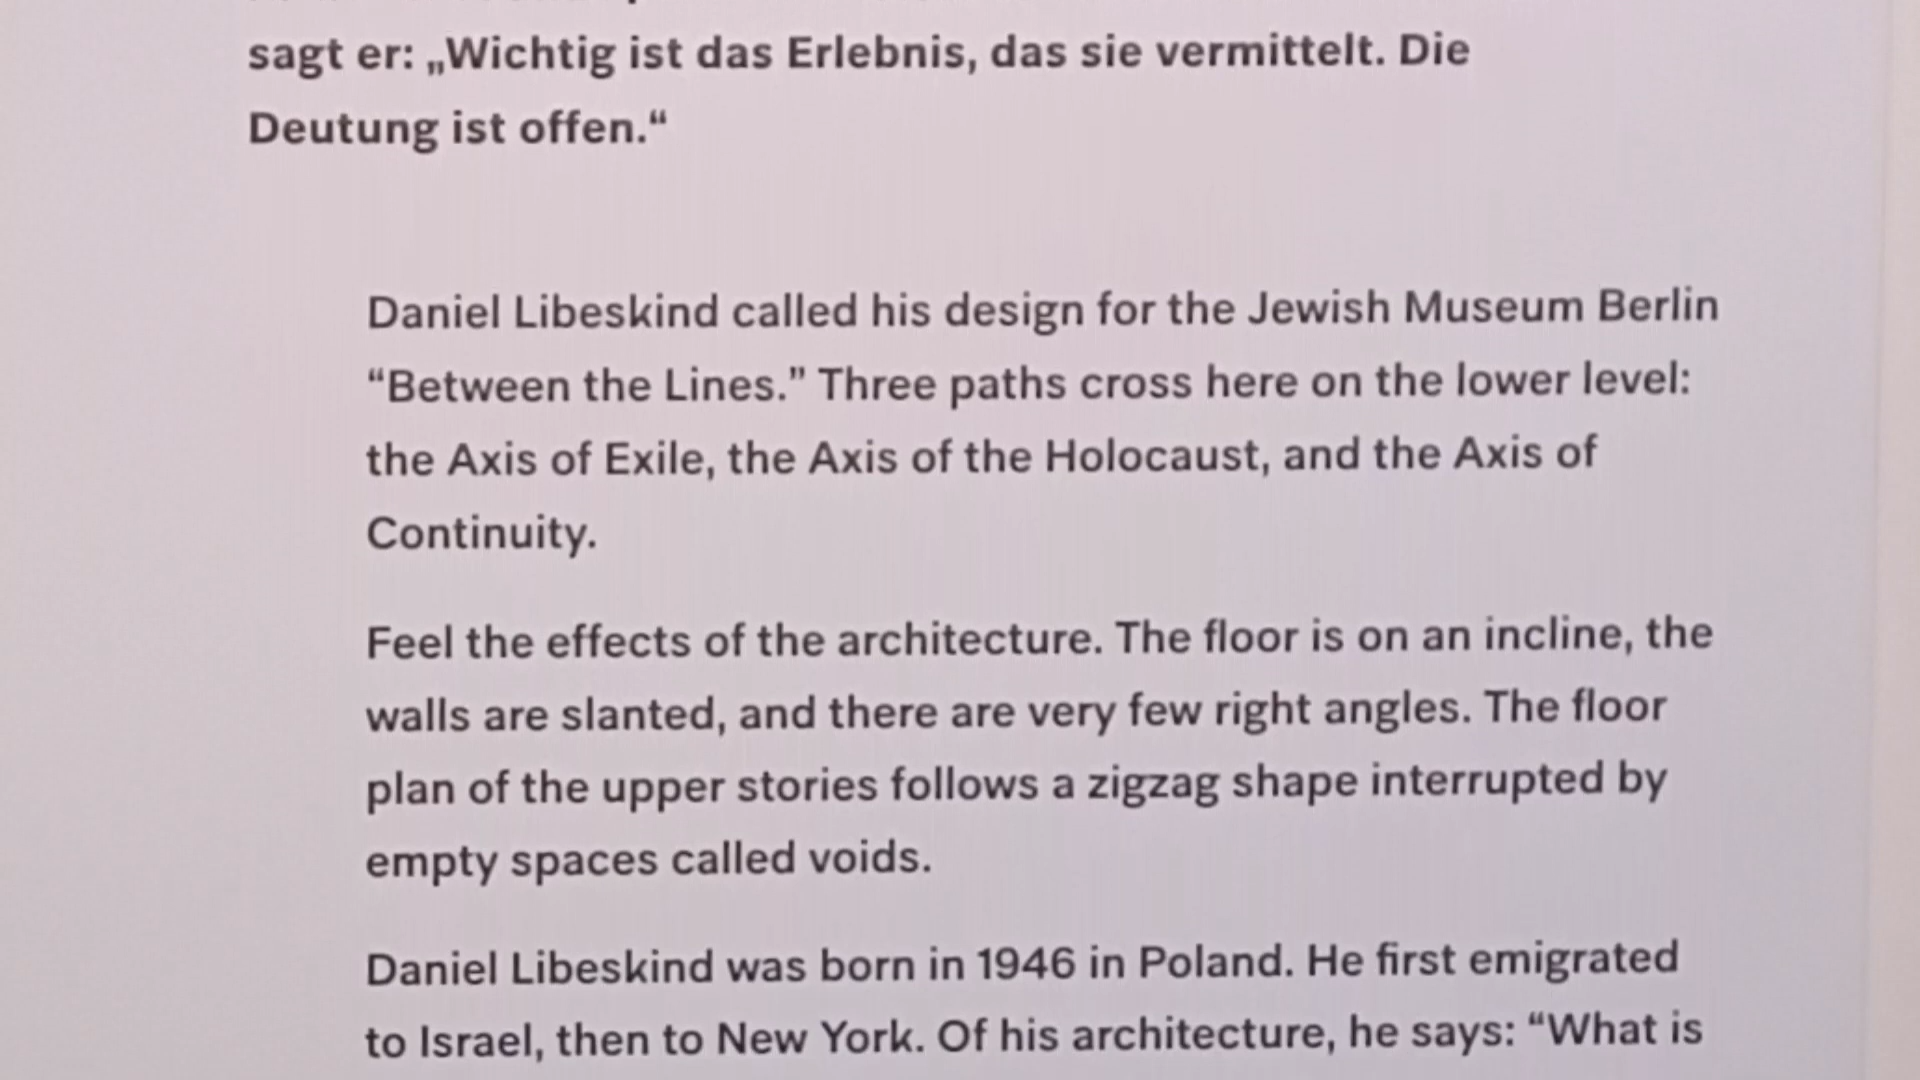 sagt er: „Wichtig ist das Erlebnis, das sie vermittelt. Die
Deutung ist offen.“
Daniel Libeskind called his design for the Jewish Museum Berlin
“Between the Lines.” Three paths cross here on the lower level:
the Axis of Exile, the Axis of the Holocaust, and the Axis of
Continuity.
Feel the effects of the architecture. The floor is on an incline, the
walls are slanted, and there are very few right angles. The floor
plan of the upper stories follows a zigzag shape interrupted by
empty spaces called voids.
Daniel Libeskind was born in 1946 in Poland. He first emigrated
to Israel, then to New York. Of his architecture, he says: “What is